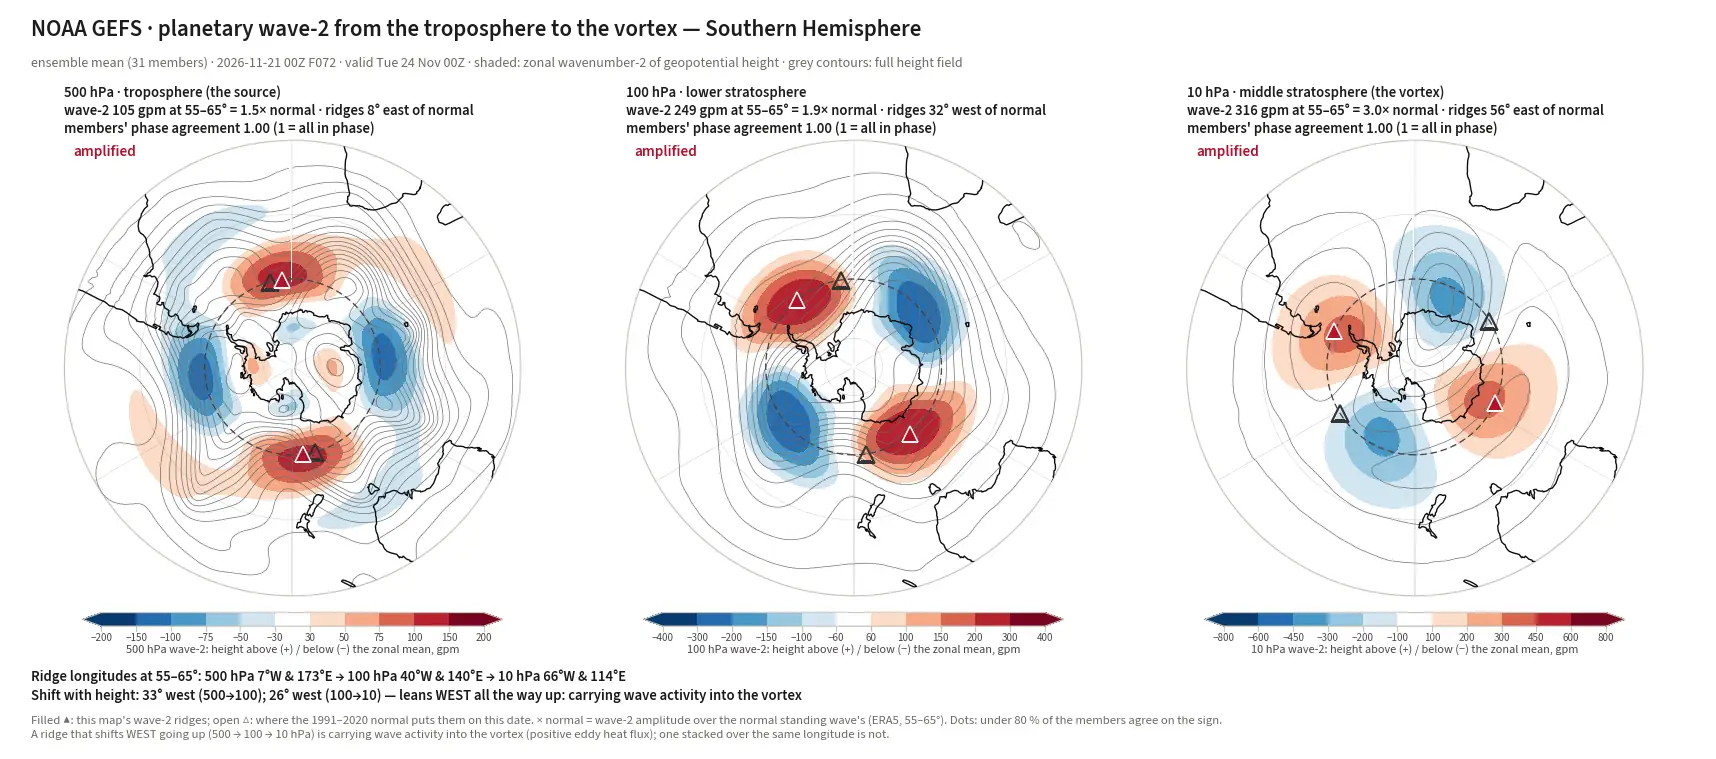 NOAA GEFS · planetary wave-2 from the troposphere to the vortex — Southern Hemisphere
ensemble mean (31 members) · 2026-11-21 00Z F072 · valid Tue 24 Nov 00Z · shaded: zonal wavenumber-2 of geopotential height · grey contours: full height field
500 hPa · troposphere (the source)
wave-2 105 gpm at 55–65° = 1.5× normal · ridges 8° east of normal
members' phase agreement 1.00 (1 = all in phase)
amplified
100 hPa · lower stratosphere
wave-2 249 gpm at 55–65° = 1.9× normal · ridges 32° west of normal
members' phase agreement 1.00 (1 = all in phase)
amplified
10 hPa · middle stratosphere (the vortex)
wave-2 316 gpm at 55–65° = 3.0× normal · ridges 56° east of normal
members' phase agreement 1.00 (1 = all in phase)
amplified
−200 −150 −100 −75 −50 −30 30 50 75 100 150 200
500 hPa wave-2: height above (+) / below (−) the zonal mean, gpm
−400 −300 −200 −150 −100 −60 60 100 150 200 300 400
100 hPa wave-2: height above (+) / below (−) the zonal mean, gpm
−800 −600 −450 −300 −200 −100 100 200 300 450 600 800
10 hPa wave-2: height above (+) / below (−) the zonal mean, gpm
Ridge longitudes at 55–65°: 500 hPa 7°W & 173°E → 100 hPa 40°W & 140°E → 10 hPa 66°W & 114°E
Shift with height: 33° west (500→100); 26° west (100→10) — leans WEST all the way up: carrying wave activity into the vortex
Filled ▲: this map's wave-2 ridges; open △: where the 1991–2020 normal puts them on this date. × normal = wave-2 amplitude over the normal standing wave's (ERA5, 55–65°). Dots: under 80 % of the members agree on the sign.
A ridge that shifts WEST going up (500 → 100 → 10 hPa) is carrying wave activity into the vortex (positive eddy heat flux); one stacked over the same longitude is not.